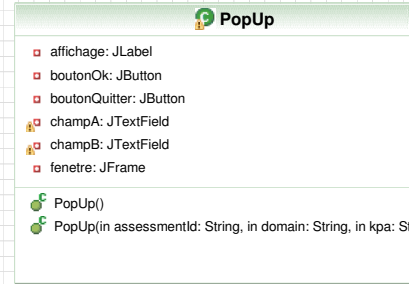 PopUp
affichage: JLabel
boutonOk: JButton
boutonQuitter: JButton
champA: JTextField
champB: JTextField
fenetre: JFrame
PopUp()
PopUp(in assessmentId: String, in domain: String, in kpa: